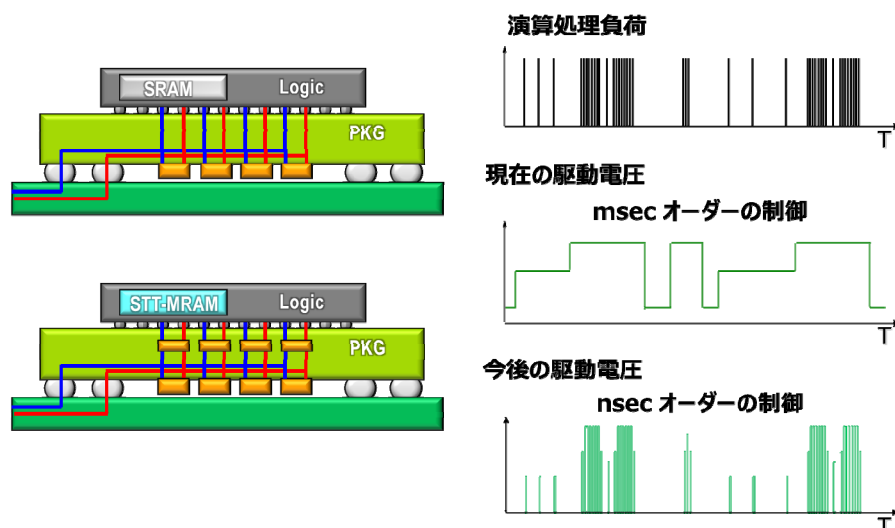 SRAM
Logic
PKG
STT-MRAM
Logic
PKG
演算処理負荷
T
現在の駆動電圧
msec オーダーの制御
T
今後の駆動電圧
nsec オーダーの制御
T